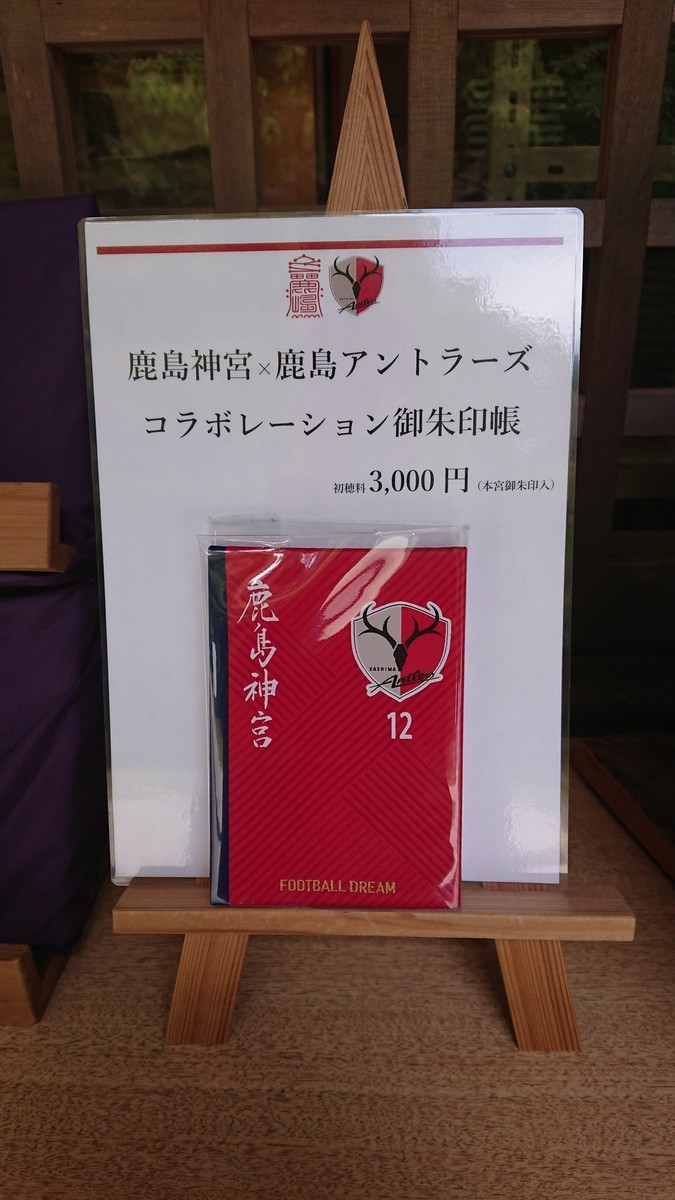 鹿島神宮×鹿島アントラーズ
コラボレーション御朱印帳
初穂料 3,000 円（本宮御朱印入）
鹿島神宮
KASHIMA
Antlers
12
FOOTBALL DREAM